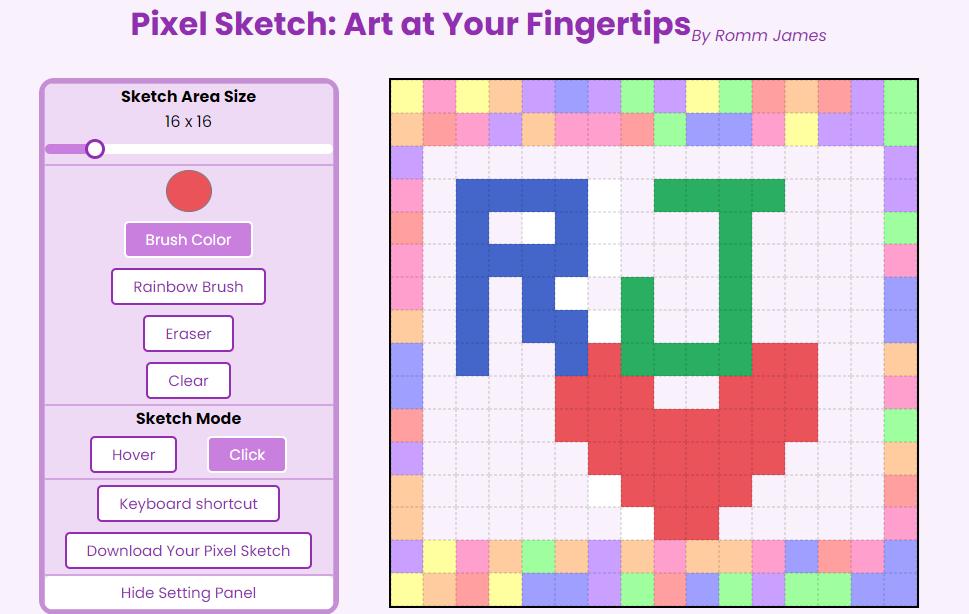 Pixel Sketch: Art at Your Fingertips By Romm James
Sketch Area Size
16 x 16
Brush Color
Rainbow Brush
Eraser
Clear
Sketch Mode
Hover Click
Keyboard shortcut
Download Your Pixel Sketch
Hide Setting Panel
R J